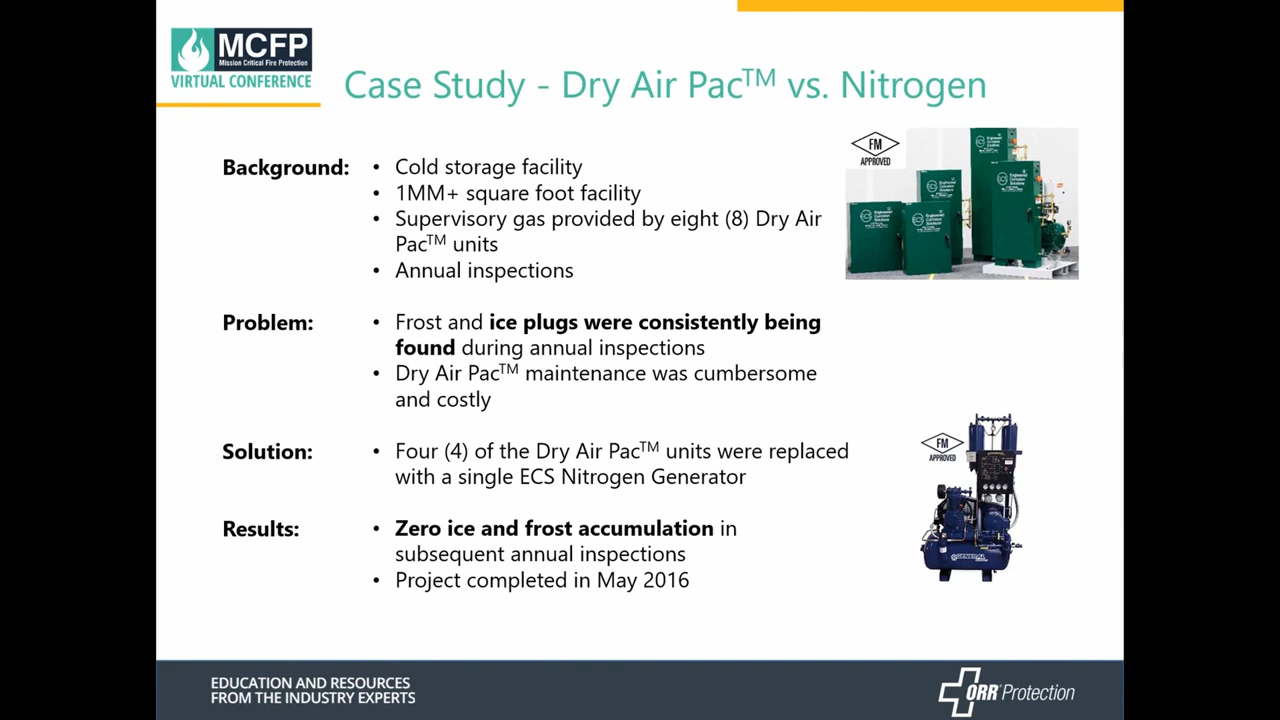 MCFP
Mission Critical Fire Protection
VIRTUAL CONFERENCE
Case Study - Dry Air Pac™ vs. Nitrogen
Background:
• Cold storage facility
• 1MM+ square foot facility
• Supervisory gas provided by eight (8) Dry Air
Pac™ units
• Annual inspections
FM
APPROVED
ECS Engineered Corrosion Solutions
Problem:
• Frost and ice plugs were consistently being
found during annual inspections
• Dry Air Pac™ maintenance was cumbersome
and costly
Solution:
• Four (4) of the Dry Air Pac™ units were replaced
with a single ECS Nitrogen Generator
FM
APPROVED
GENERAL
Results:
• Zero ice and frost accumulation in
subsequent annual inspections
• Project completed in May 2016
EDUCATION AND RESOURCES
FROM THE INDUSTRY EXPERTS
ORR® Protection